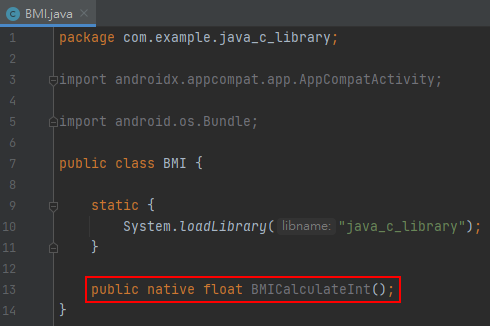 BMI.java
1 package com.example.java_c_library;
2
3 import androidx.appcompat.app.AppCompatActivity;
4
5 import android.os.Bundle;
6
7 public class BMI {
8
9 static {
10 System.loadLibrary( libname: "java_c_library");
11 }
12
13 public native float BMICalculateInt();
14 }